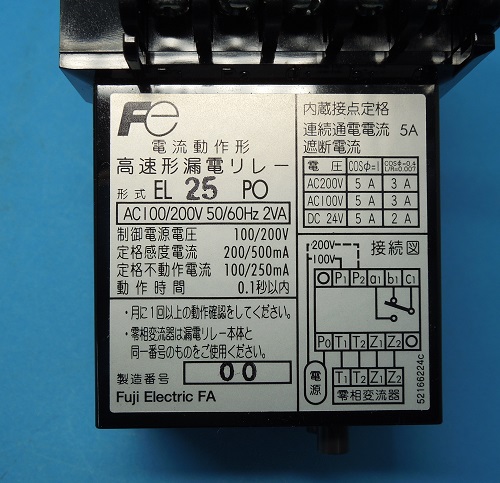 Fe
電流動作形
高速形漏電リレー
形式 EL 25 PO
AC100/200V 50/60Hz 2VA
制御電源電圧 100/200V
定格感度電流 200/500mA
定格不動作電流 100/250mA
動作時間 0.1秒以内
・月に1回以上の動作確認をしてください。
・零相変流器は漏電リレー本体と
同一番号のものをご使用ください。
製造番号 00
Fuji Electric FA
内蔵接点定格
連続通電電流 5A
遮断電流
電圧 COSφ=1 COSφ=0.4 L/R=0.007
AC200V 5A 3A
AC100V 5A 3A
DC 24V 5A 2A
接続図
200V
100V
P1 P2 a1 b1 c1
P0 T1 T2 Z1 Z2
電源
T1 T2 Z1 Z2
零相変流器
52166224c